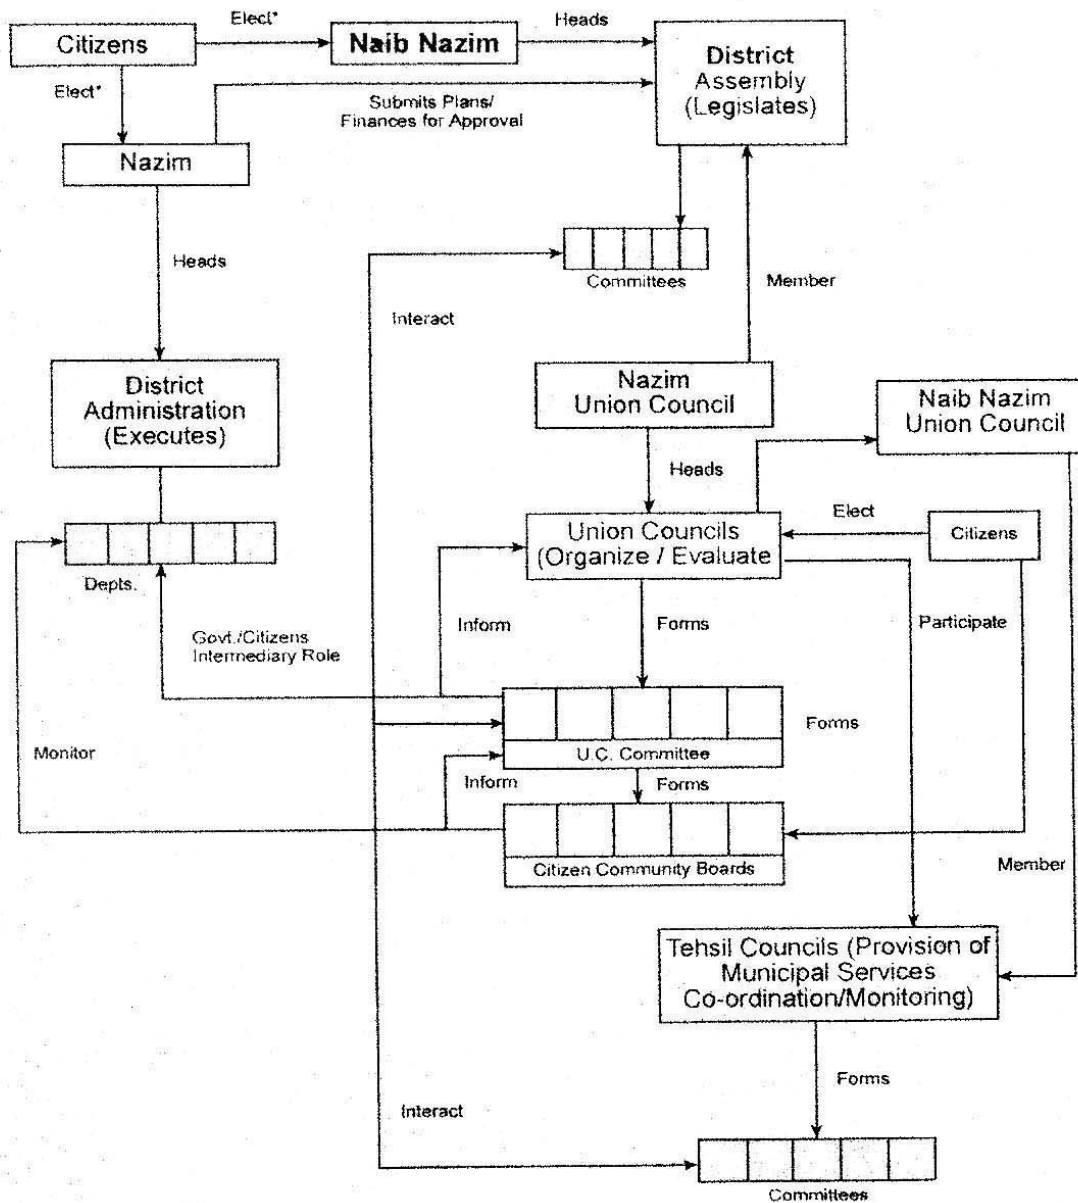 Elect*
Heads
Citizens
Naib Nazim
District
Assembly
(Legislates)
Elect*
Submits Plans/
Finances for Approval
Nazim
Heads
Committees
Member
Interact
District
Administration
(Executes)
Nazim
Union Council
Naib Nazim
Union Council
Heads
Union Councils
(Organize / Evaluate
Elect
Citizens
Depts.
Inform
Forms
Participate
Govt./Citizens
Intermediary Role
Forms
Monitor
U.C. Committee
Inform
Forms
Citizen Community Boards
Member
Tehsil Councils (Provision of
Municipal Services
Co-ordination/Monitoring)
Forms
Interact
Committees